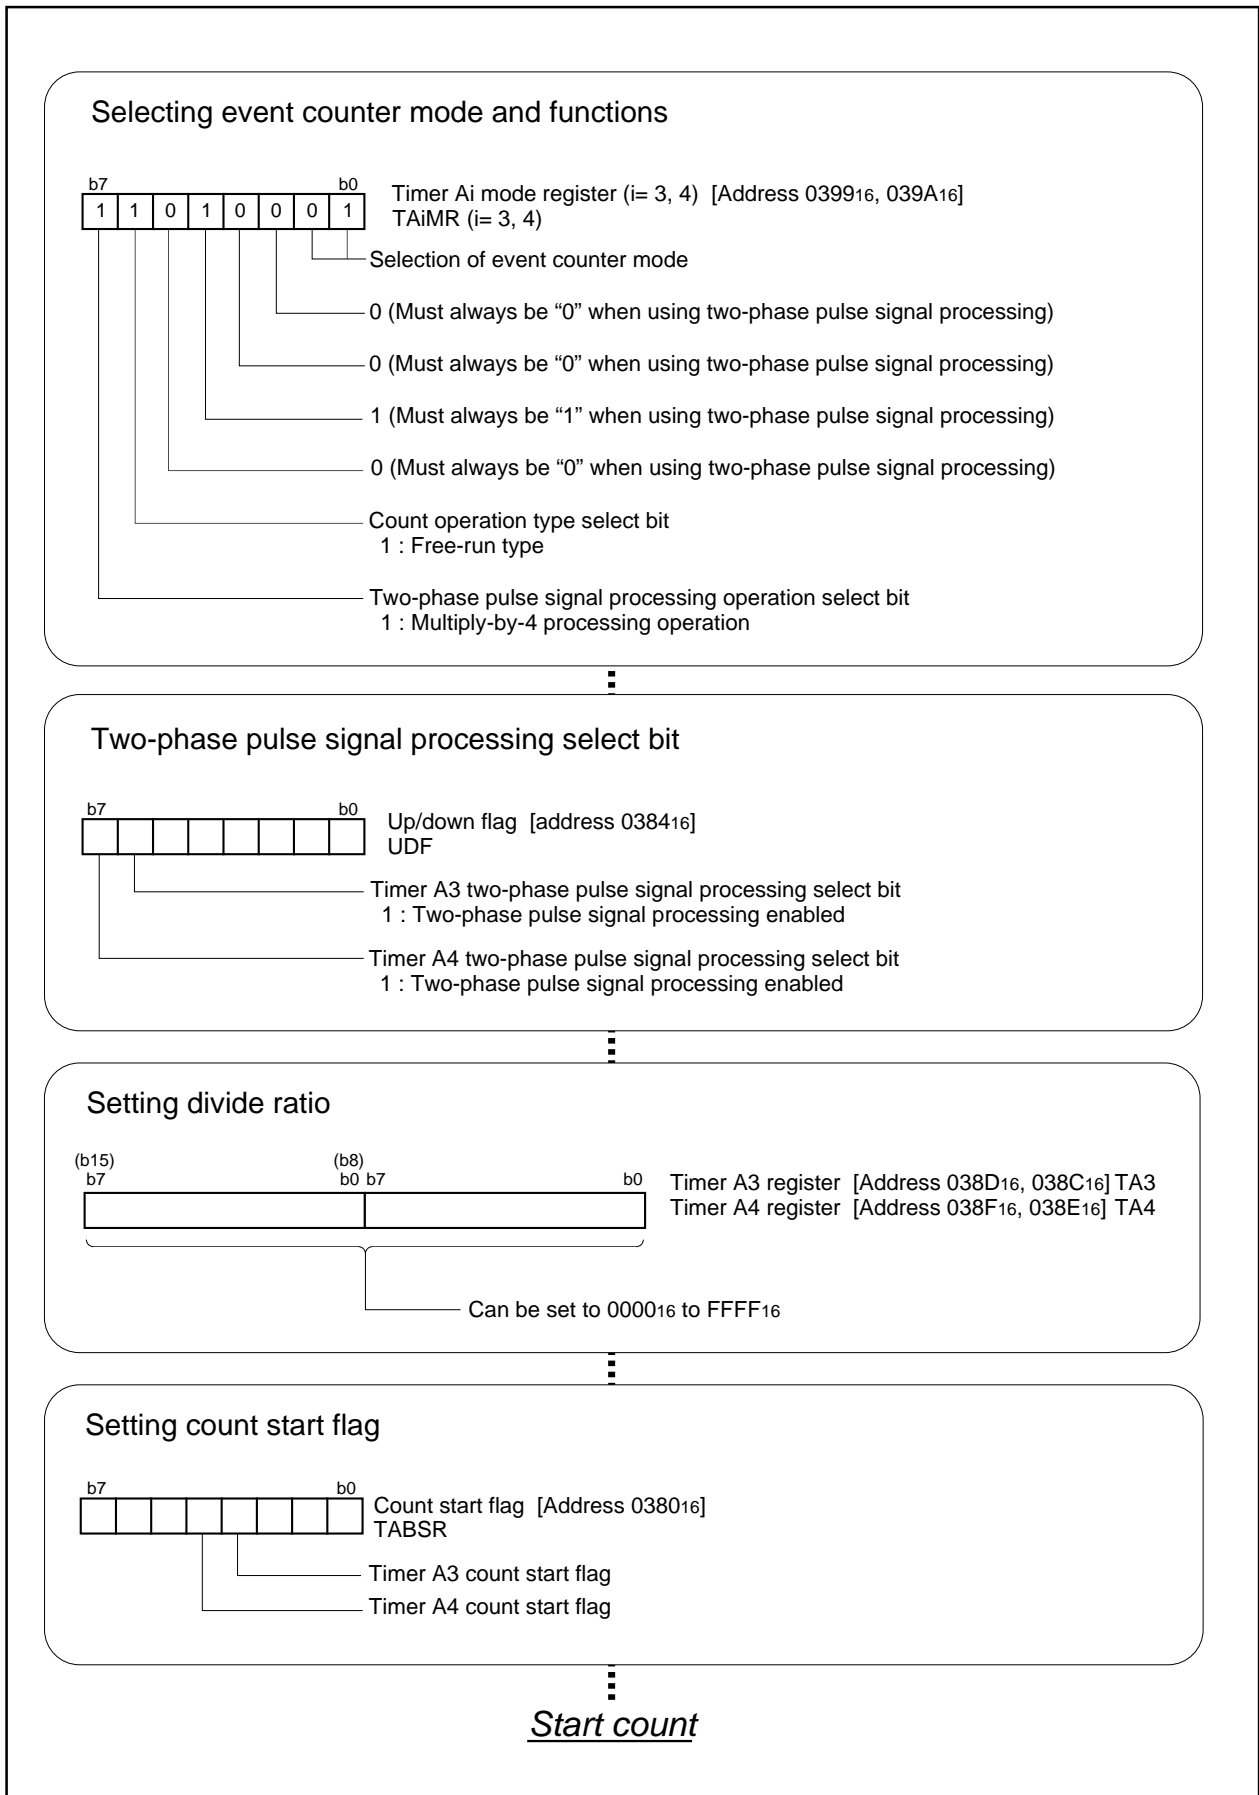 Selecting event counter mode and functions
b7 b0
1 1 0 1 0 0 0 1
Timer Ai mode register (i= 3, 4) [Address 039916, 039A16]
TAiMR (i= 3, 4)
Selection of event counter mode
0 (Must always be “0” when using two-phase pulse signal processing)
0 (Must always be “0” when using two-phase pulse signal processing)
1 (Must always be “1” when using two-phase pulse signal processing)
0 (Must always be “0” when using two-phase pulse signal processing)
Count operation type select bit
1 : Free-run type
Two-phase pulse signal processing operation select bit
1 : Multiply-by-4 processing operation
Two-phase pulse signal processing select bit
b7 b0
Up/down flag [address 038416]
UDF
Timer A3 two-phase pulse signal processing select bit
1 : Two-phase pulse signal processing enabled
Timer A4 two-phase pulse signal processing select bit
1 : Two-phase pulse signal processing enabled
Setting divide ratio
(b15) (b8)
b7 b0 b7 b0
Timer A3 register [Address 038D16, 038C16] TA3
Timer A4 register [Address 038F16, 038E16] TA4
Can be set to 000016 to FFFF16
Setting count start flag
b7 b0
Count start flag [Address 038016]
TABSR
Timer A3 count start flag
Timer A4 count start flag
Start count